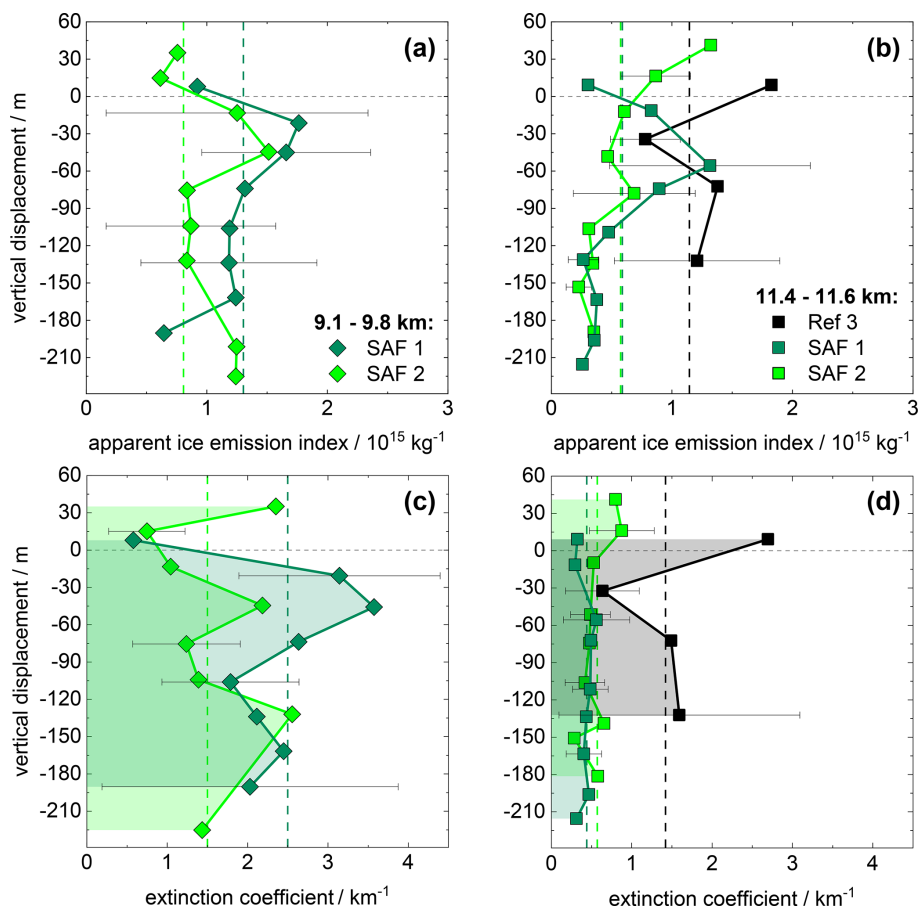 (a)
60
30
0
-30
-60
-90
-120
-150
-180
-210
vertical displacement / m
9.1 - 9.8 km:
SAF 1
SAF 2
0 1 2 3
apparent ice emission index / 10¹⁵ kg⁻¹
(b)
60
30
0
-30
-60
-90
-120
-150
-180
-210
11.4 - 11.6 km:
Ref 3
SAF 1
SAF 2
0 1 2 3
apparent ice emission index / 10¹⁵ kg⁻¹
(c)
60
30
0
-30
-60
-90
-120
-150
-180
-210
vertical displacement / m
0 1 2 3 4
extinction coefficient / km⁻¹
(d)
60
30
0
-30
-60
-90
-120
-150
-180
-210
0 1 2 3 4
extinction coefficient / km⁻¹